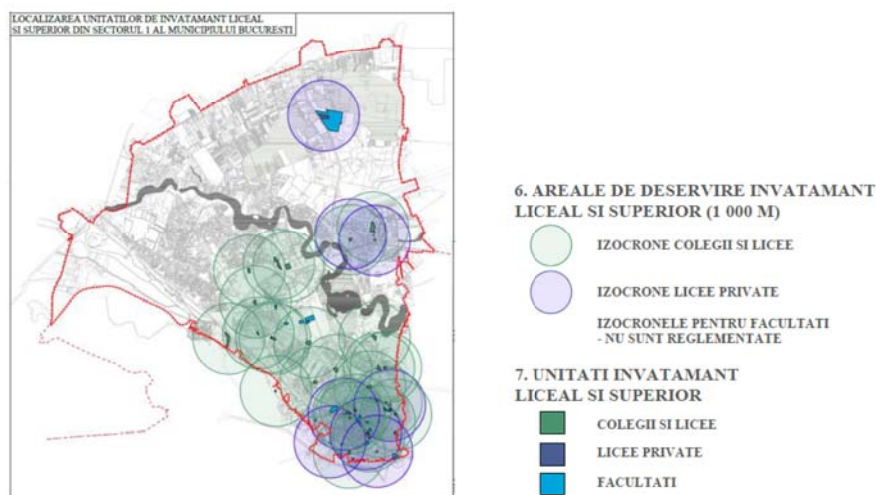 LOCALIZAREA UNITATILOR DE INVATAMANT LICEAL
SI SUPERIOR DIN SECTORUL 1 AL MUNICIPIULUI BUCURESTI
6. AREALE DE DESERVIRE INVATAMANT
LICEAL SI SUPERIOR (1 000 M)
IZOCRONE COLEGII SI LICEE
IZOCRONE LICEE PRIVATE
IZOCRONELE PENTRU FACULTATI
- NU SUNT REGLEMENTATE
7. UNITATI INVATAMANT
LICEAL SI SUPERIOR
COLEGII SI LICEE
LICEE PRIVATE
FACULTATI